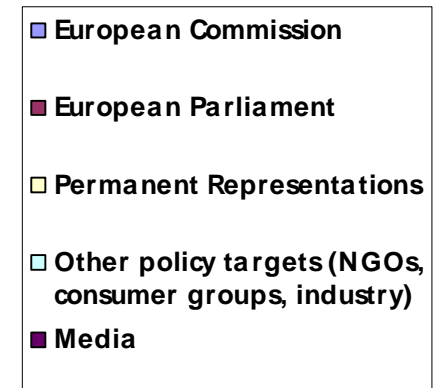 European Commission
European Parliament
Permanent Representations
Other policy targets (NGOs,
consumer groups, industry)
Media